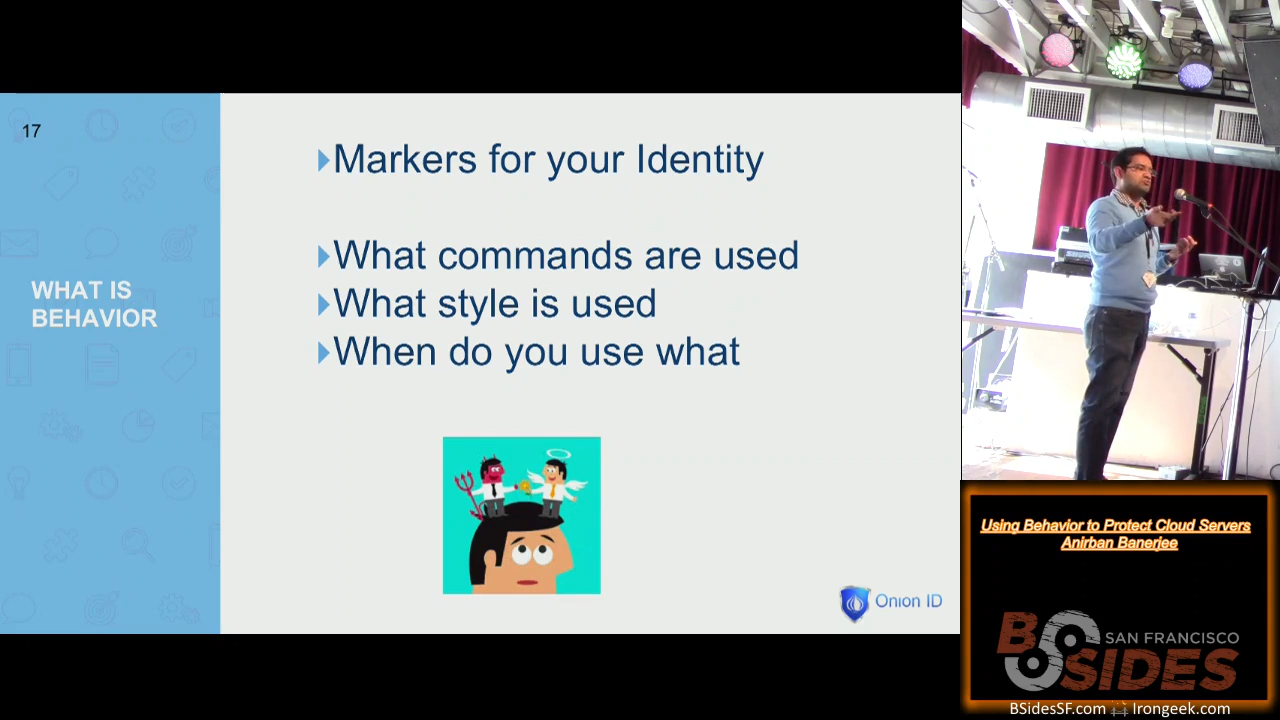 17
WHAT IS
BEHAVIOR
Markers for your Identity
What commands are used
What style is used
When do you use what
Onion ID
Using Behavior to Protect Cloud Servers
Anirban Banerjee
BSIDES
SAN FRANCISCO
BSidesSF.com Irongeek.com